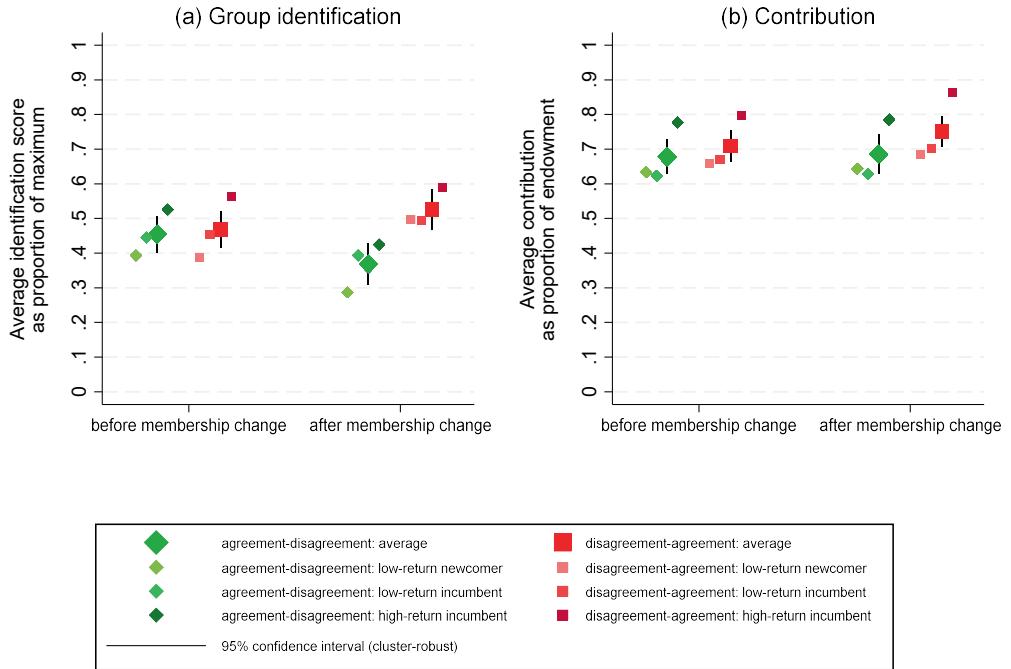 (a) Group identification
Average identification score
as proportion of maximum
1
.9
.8
.7
.6
.5
.4
.3
.2
.1
0
before membership change
after membership change
(b) Contribution
Average contribution
as proportion of endowment
1
.9
.8
.7
.6
.5
.4
.3
.2
.1
0
before membership change
after membership change
agreement-disagreement: average
disagreement-agreement: average
agreement-disagreement: low-return newcomer
disagreement-agreement: low-return newcomer
agreement-disagreement: low-return incumbent
disagreement-agreement: low-return incumbent
agreement-disagreement: high-return incumbent
disagreement-agreement: high-return incumbent
95% confidence interval (cluster-robust)